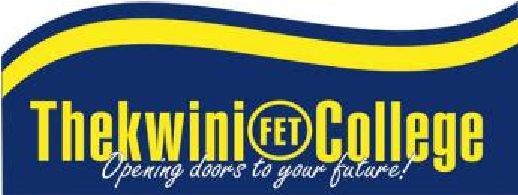 Thekwini FET College
Opening doors to your future!